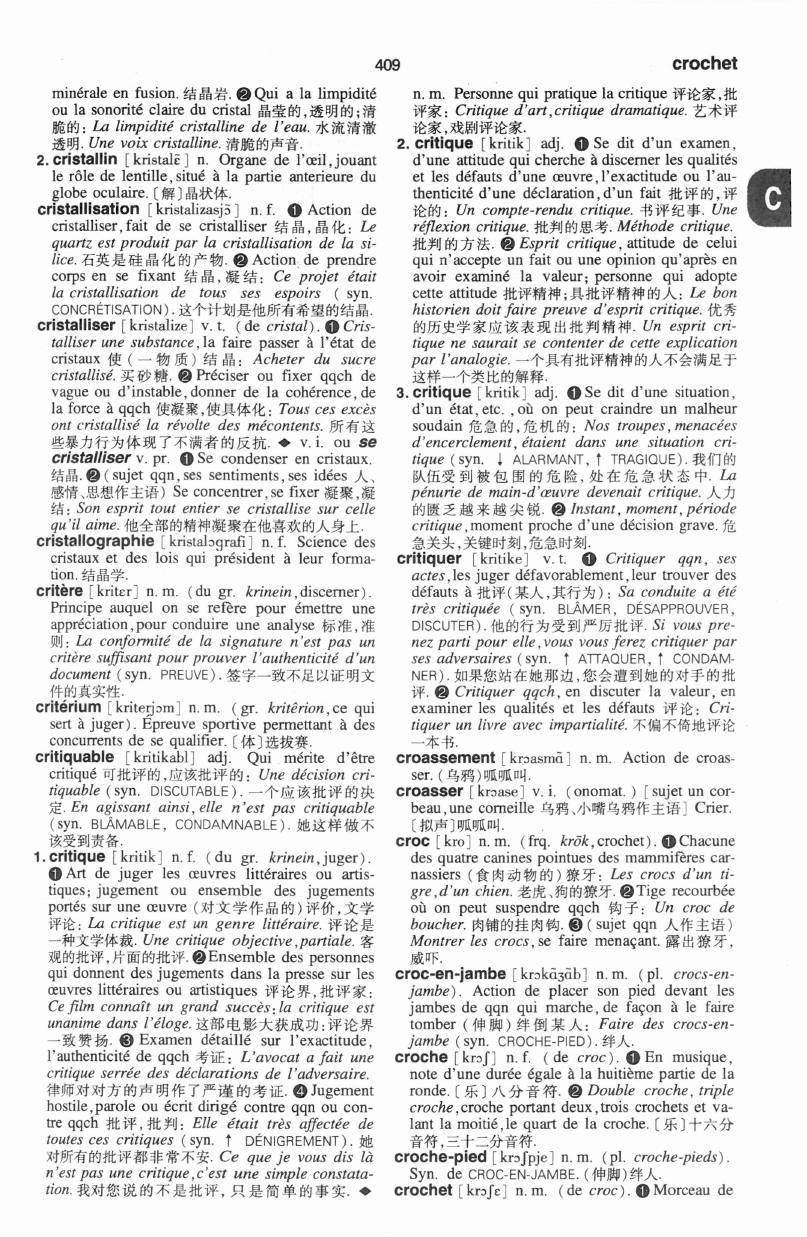 409
crochet
minérale en fusion. 结晶岩. ❷ Qui a la limpidité
ou la sonorité claire du cristal 晶莹的,透明的;清
脆的: La limpidité cristalline de l'eau. 水流清澈
透明. Une voix cristalline. 清脆的声音.
2. cristallin [kristalɛ̃] n. Organe de l'œil, jouant
le rôle de lentille, situé à la partie anterieure du
globe oculaire. [解]晶状体.
cristallisation [kristalizasjɔ̃] n. f. ❶ Action de
cristalliser, fait de se cristalliser 结晶,晶化: Le
quartz est produit par la cristallisation de la si-
lice. 石英是硅晶化的产物. ❷ Action de prendre
corps en se fixant 结晶,凝结: Ce projet était
la cristallisation de tous ses espoirs ( syn.
CONCRÉTISATION). 这个计划是他所有希望的结晶.
cristalliser [kristalize] v. t. (de cristal). ❶ Cris-
talliser une substance, la faire passer à l'état de
cristaux 使(一物质)结晶: Acheter du sucre
cristallisé. 买砂糖. ❷ Préciser ou fixer qqch de
vague ou d'instable, donner de la cohérence, de
la force à qqch 使凝聚,使具体化: Tous ces excès
ont cristallisé la révolte des mécontents. 所有这
些暴力行为体现了不满者的反抗. ◆ v. i. ou se
cristalliser v. pr. ❶ Se condenser en cristaux.
结晶. ❷ (sujet qqn, ses sentiments, ses idées 人、
感情、思想作主语) Se concentrer, se fixer 凝聚,凝
结: Son esprit tout entier se cristallise sur celle
qu'il aime. 他全部的精神凝聚在他喜欢的人身上.
cristallographie [kristalɔgrafi] n. f. Science des
cristaux et des lois qui président à leur forma-
tion. 结晶学.
critère [kritɛr] n. m. (du gr. krinein, discerner).
Principe auquel on se refère pour émettre une
appréciation, pour conduire une analyse 标准,准
则: La conformité de la signature n'est pas un
critère suffisant pour prouver l'authenticité d'un
document (syn. PREUVE). 签字一致不足以证明文
件的真实性.
critérium [kriterjɔm] n. m. (gr. kritêrion, ce qui
sert à juger). Épreuve sportive permettant à des
concurrents de se qualifier. [体]选拔赛.
critiquable [kritikabl] adj. Qui mérite d'être
critiqué 可批评的,应该批评的: Une décision cri-
tiquable (syn. DISCUTABLE). 一个应该批评的决
定. En agissant ainsi, elle n'est pas critiquable
(syn. BLÂMABLE, CONDAMNABLE). 她这样做不
该受到责备.
1. critique [kritik] n. f. (du gr. krinein, juger).
❶ Art de juger les œuvres littéraires ou artis-
tiques; jugement ou ensemble des jugements
portés sur une œuvre (对文学作品的)评价,文学
评论: La critique est un genre littéraire. 评论是
一种文学体裁. Une critique objective, partiale. 客
观的批评,片面的批评. ❷ Ensemble des personnes
qui donnent des jugements dans la presse sur les
œuvres littéraires ou artistiques 评论界,批评家:
Ce film connaît un grand succès: la critique est
unanime dans l'éloge. 这部电影大获成功:评论界
一致赞扬. ❸ Examen détaillé sur l'exactitude,
l'authenticité de qqch 考证: L'avocat a fait une
critique serrée des déclarations de l'adversaire.
律师对对方的声明作了严谨的考证. ❹ Jugement
hostile, parole ou écrit dirigé contre qqn ou con-
tre qqch 批评,批判: Elle était très affectée de
toutes ces critiques (syn. ↑ DÉNIGREMENT). 她
对所有的批评都非常不安. Ce que je vous dis là
n'est pas une critique, c'est une simple constata-
tion. 我对您说的不是批评,只是简单的事实. ◆
n. m. Personne qui pratique la critique 评论家,批
评家: Critique d'art, critique dramatique. 艺术评
论家,戏剧评论家.
2. critique [kritik] adj. ❶ Se dit d'un examen,
d'une attitude qui cherche à discerner les qualités
et les défauts d'une œuvre, l'exactitude ou l'au-
thenticité d'une déclaration, d'un fait 批评的,评
论的: Un compte-rendu critique. 书评纪事. Une
réflexion critique. 批判的思考. Méthode critique.
批判的方法. ❷ Esprit critique, attitude de celui
qui n'accepte un fait ou une opinion qu'après en
avoir examiné la valeur; personne qui adopte
cette attitude 批评精神;具批评精神的人: Le bon
historien doit faire preuve d'esprit critique. 优秀
的历史学家应该表现出批判精神. Un esprit cri-
tique ne saurait se contenter de cette explication
par l'analogie. 一个具有批评精神的人不会满足于
这样一个类比的解释.
3. critique [kritik] adj. ❶ Se dit d'une situation,
d'un état, etc., où on peut craindre un malheur
soudain 危急的,危机的: Nos troupes, menacées
d'encerclement, étaient dans une situation cri-
tique (syn. ↓ ALARMANT, ↑ TRAGIQUE). 我们的
队伍受到被包围的危险,处在危急状态中. La
pénurie de main-d'œuvre devenait critique. 人力
的匮乏越来越尖锐. ❷ Instant, moment, période
critique, moment proche d'une décision grave. 危
急关头,关键时刻,危急时刻.
critiquer [kritike] v. t. ❶ Critiquer qqn, ses
actes, les juger défavorablement, leur trouver des
défauts à 批评(某人,其行为): Sa conduite a été
très critiquée (syn. BLÂMER, DÉSAPPROUVER,
DISCUTER). 他的行为受到严厉批评. Si vous pre-
nez parti pour elle, vous vous ferez critiquer par
ses adversaires (syn. ↑ ATTAQUER, ↑ CONDAM-
NER). 如果您站在她那边,您会遭到她的对手的批
评. ❷ Critiquer qqch, en discuter la valeur, en
examiner les qualités et les défauts 评论: Cri-
tiquer un livre avec impartialité. 不偏不倚地评论
一本书.
croassement [krɔasmɑ̃] n. m. Action de croas-
ser. (乌鸦)呱呱叫.
croasser [krɔase] v. i. (onomat.) [sujet un cor-
beau, une corneille 乌鸦、小嘴乌鸦作主语] Crier.
[拟声]呱呱叫.
croc [kro] n. m. (frq. krōk, crochet). ❶ Chacune
des quatre canines pointues des mammifères car-
nassiers (食肉动物的)獠牙: Les crocs d'un ti-
gre, d'un chien. 老虎、狗的獠牙. ❷ Tige recourbée
où on peut suspendre qqch 钩子: Un croc de
boucher. 肉铺的挂肉钩. ❸ (sujet qqn 人作主语)
Montrer les crocs, se faire menaçant. 露出獠牙,
威吓.
croc-en-jambe [krɔkɑ̃ʒɑ̃b] n. m. (pl. crocs-en-
jambe). Action de placer son pied devant les
jambes de qqn qui marche, de façon à le faire
tomber (伸脚)绊倒某人: Faire des crocs-en-
jambe (syn. CROCHE-PIED). 绊人.
croche [krɔʃ] n. f. (de croc). ❶ En musique,
note d'une durée égale à la huitième partie de la
ronde. [乐]八分音符. ❷ Double croche, triple
croche, croche portant deux, trois crochets et va-
lant la moitié, le quart de la croche. [乐]十六分
音符,三十二分音符.
croche-pied [krɔʃpje] n. m. (pl. croche-pieds).
Syn. de CROC-EN-JAMBE. (伸脚)绊人.
crochet [krɔʃɛ] n. m. (de croc). ❶ Morceau de
C